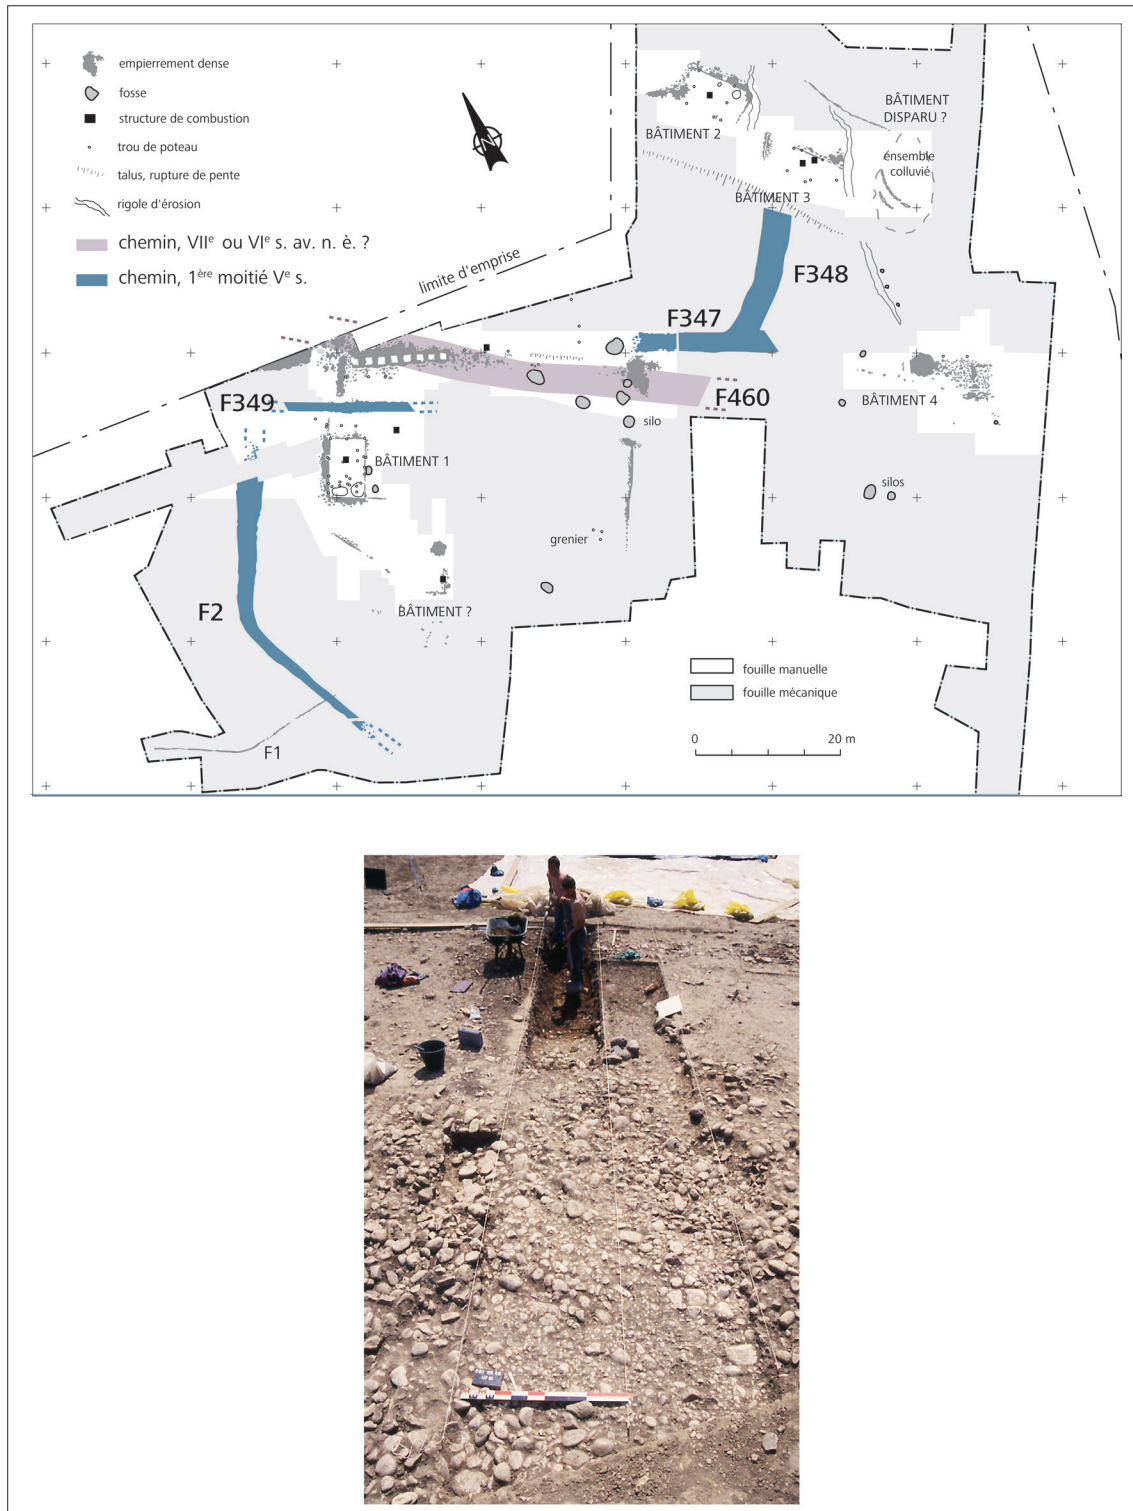 empierrement dense
fosse
structure de combustion
trou de poteau
talus, rupture de pente
rigole d'érosion
chemin, VIIe ou VIe s. av. n. è. ?
chemin, 1ère moitié Ve s.
N
limite d'emprise
BÂTIMENT 2
BÂTIMENT
DISPARU ?
ensemble
colluvié
BÂTIMENT 3
F348
F347
F349
F460
BÂTIMENT 4
silo
BÂTIMENT 1
silos
grenier
F2
BÂTIMENT ?
F1
fouille manuelle
fouille mécanique
0 20 m